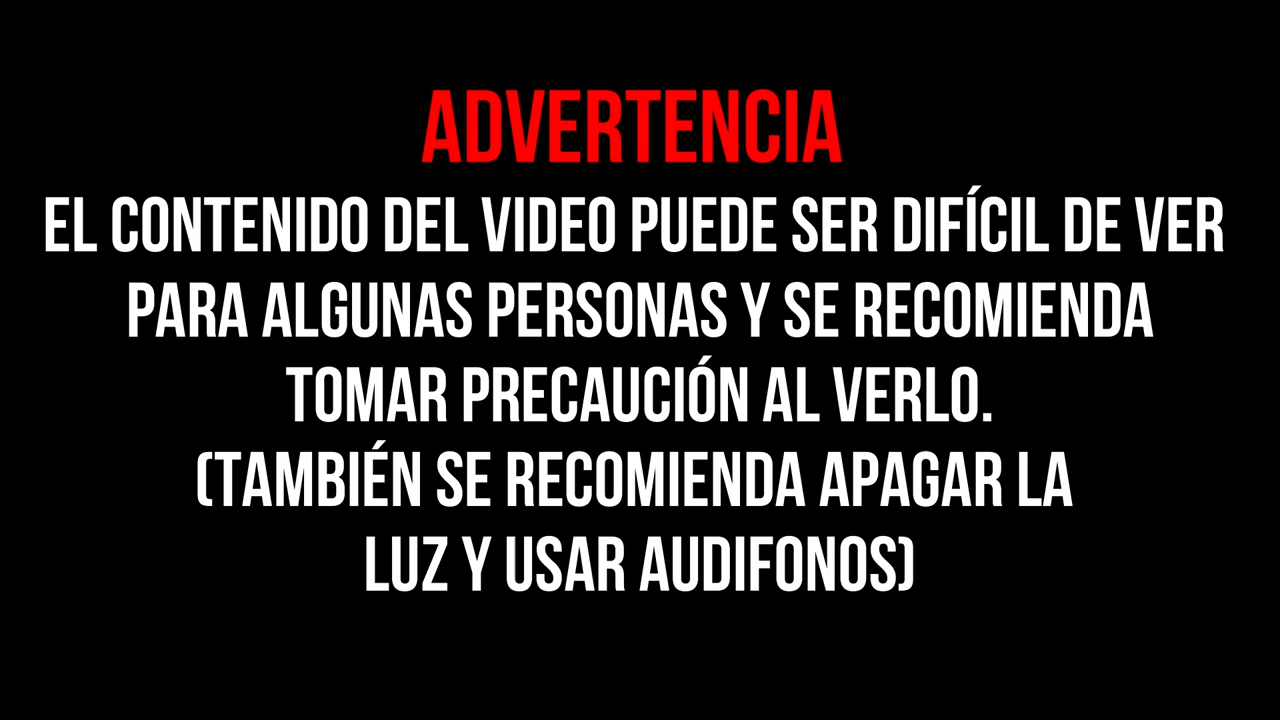 ADVERTENCIA
EL CONTENIDO DEL VIDEO PUEDE SER DIFÍCIL DE VER
PARA ALGUNAS PERSONAS Y SE RECOMIENDA
TOMAR PRECAUCIÓN AL VERLO.
(TAMBIÉN SE RECOMIENDA APAGAR LA
LUZ Y USAR AUDIFONOS)